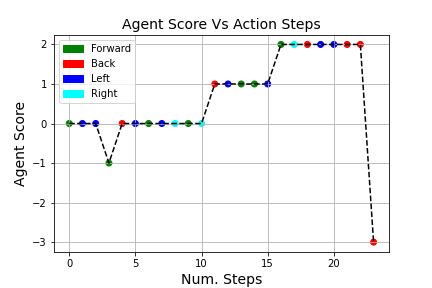 Agent Score Vs Action Steps
Forward
Back
Left
Right
Agent Score
2
1
0
−1
−2
−3
0 5 10 15 20
Num. Steps